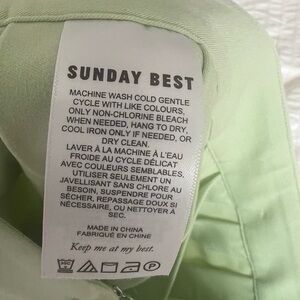 SUNDAY BEST
MACHINE WASH COLD GENTLE
CYCLE WITH LIKE COLOURS,
ONLY NON-CHLORINE BLEACH
WHEN NEEDED, HANG TO DRY,
COOL IRON ONLY IF NEEDED, OR
DRY CLEAN.
LAVER À LA MACHINE À L'EAU
FROIDE AU CYCLE DÉLICAT
AVEC COULEURS SEMBLABLES,
UTILISER SEULEMENT UN
JAVELLISANT SANS CHLORE AU
BESOIN, SUSPENDRE POUR
SÉCHER, REPASSAGE DOUX SI
NÉCESSAIRE, OU NETTOYER À
SEC.
MADE IN CHINA
FABRIQUÉ EN CHINE
Keep me at my best.